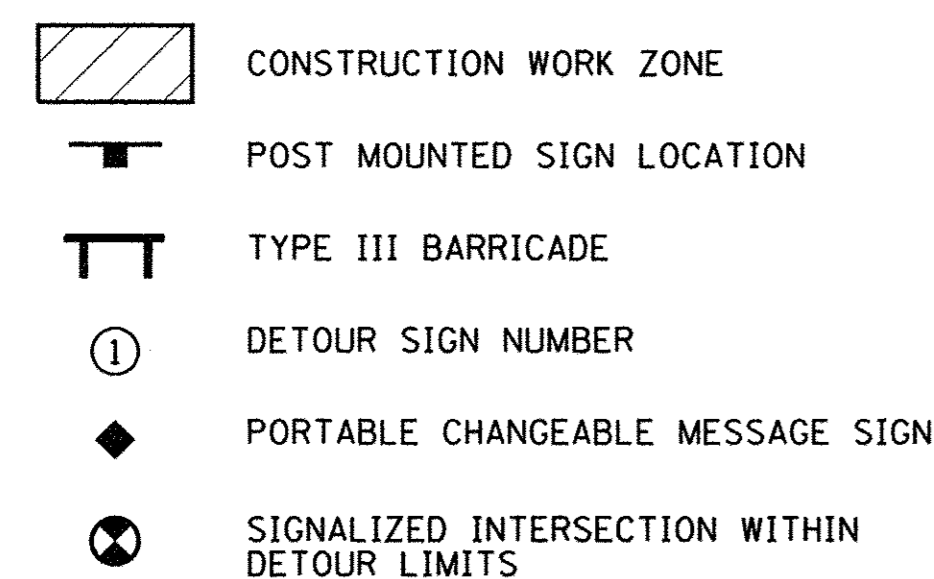 CONSTRUCTION WORK ZONE
POST MOUNTED SIGN LOCATION
TYPE III BARRICADE
1 DETOUR SIGN NUMBER
PORTABLE CHANGEABLE MESSAGE SIGN
SIGNALIZED INTERSECTION WITHIN
DETOUR LIMITS